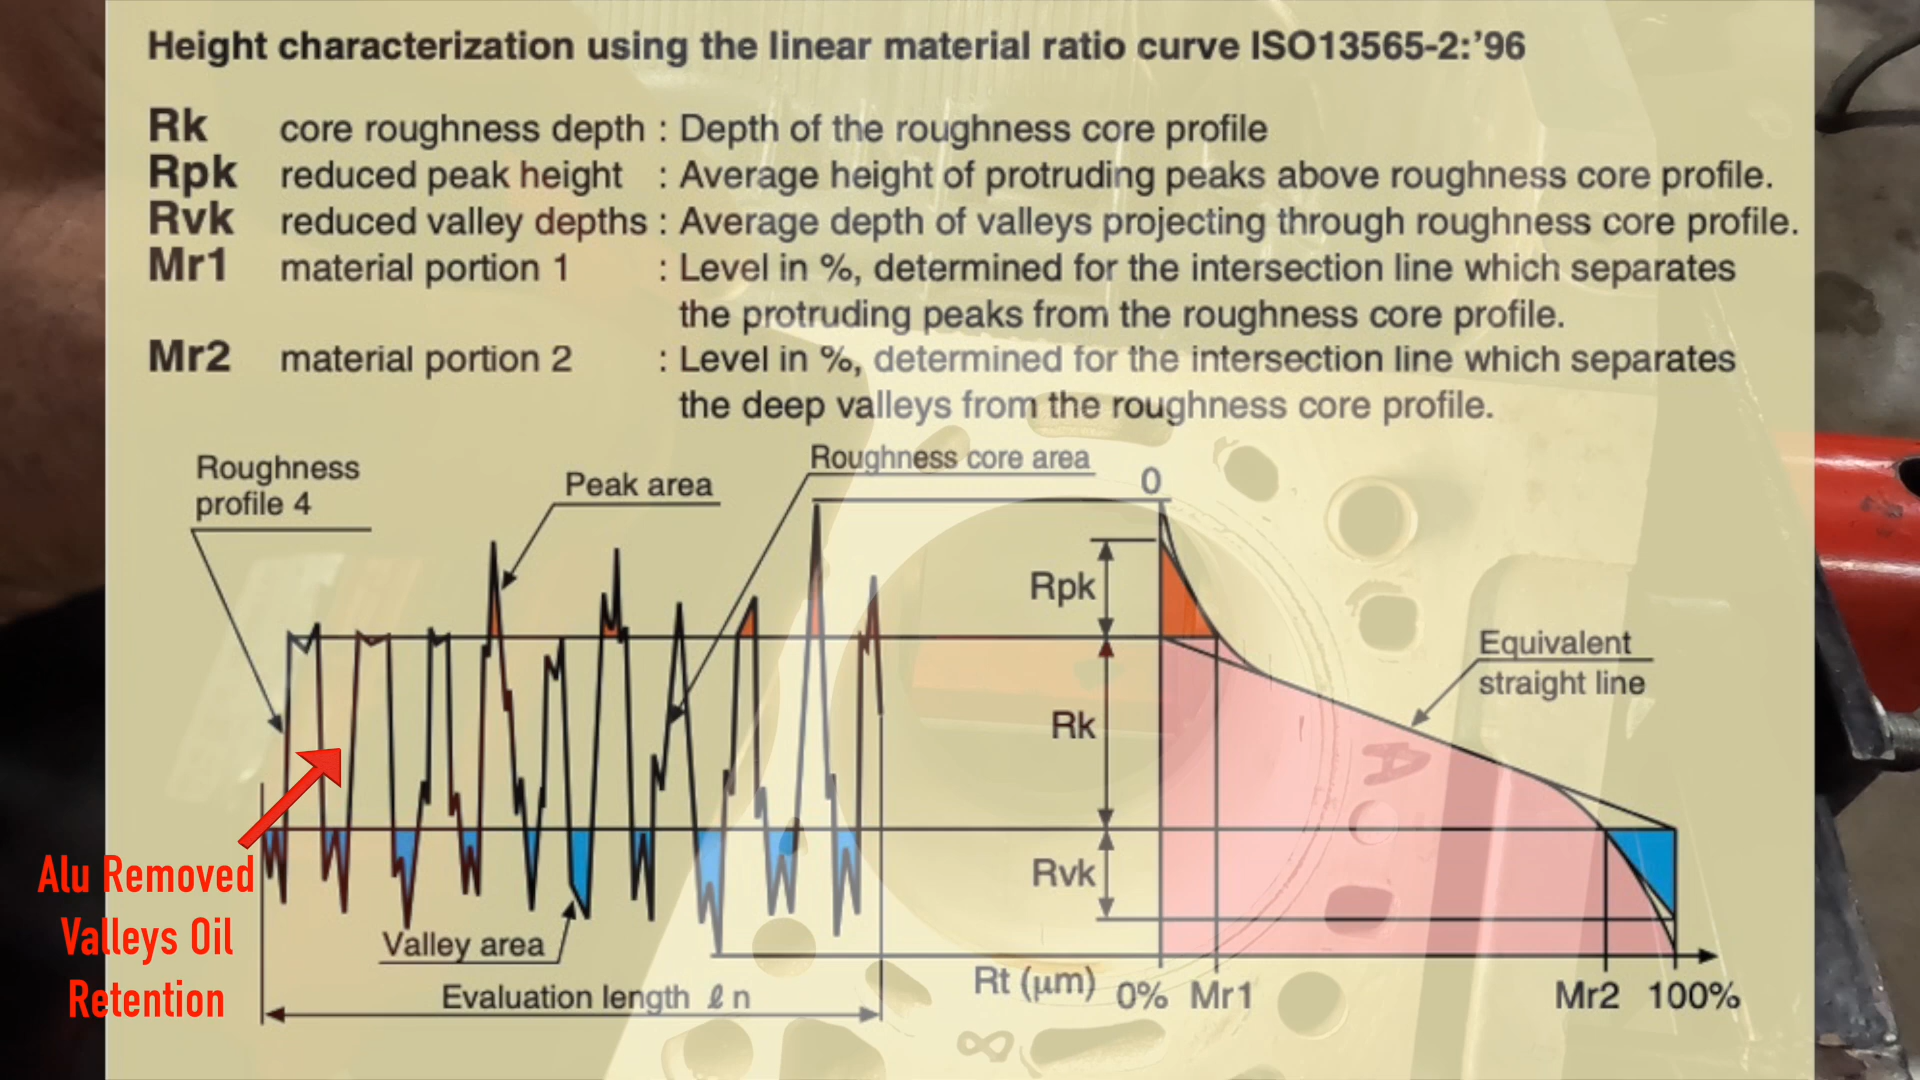 Height characterization using the linear material ratio curve ISO13565-2:’96
Rk core roughness depth : Depth of the roughness core profile
Rpk reduced peak height : Average height of protruding peaks above roughness core profile.
Rvk reduced valley depths : Average depth of valleys projecting through roughness core profile.
Mr1 material portion 1 : Level in %, determined for the intersection line which separates
the protruding peaks from the roughness core profile.
Mr2 material portion 2 : Level in %, determined for the intersection line which separates
the deep valleys from the roughness core profile.
Roughness
profile 4
Peak area
Roughness core area
0
Rpk
Equivalent
straight line
Rk
A
Alu Removed
Valleys Oil
Retention
Rvk
Valley area
Evaluation length ℓn
Rt (μm)
0% Mr1
Mr2 100%